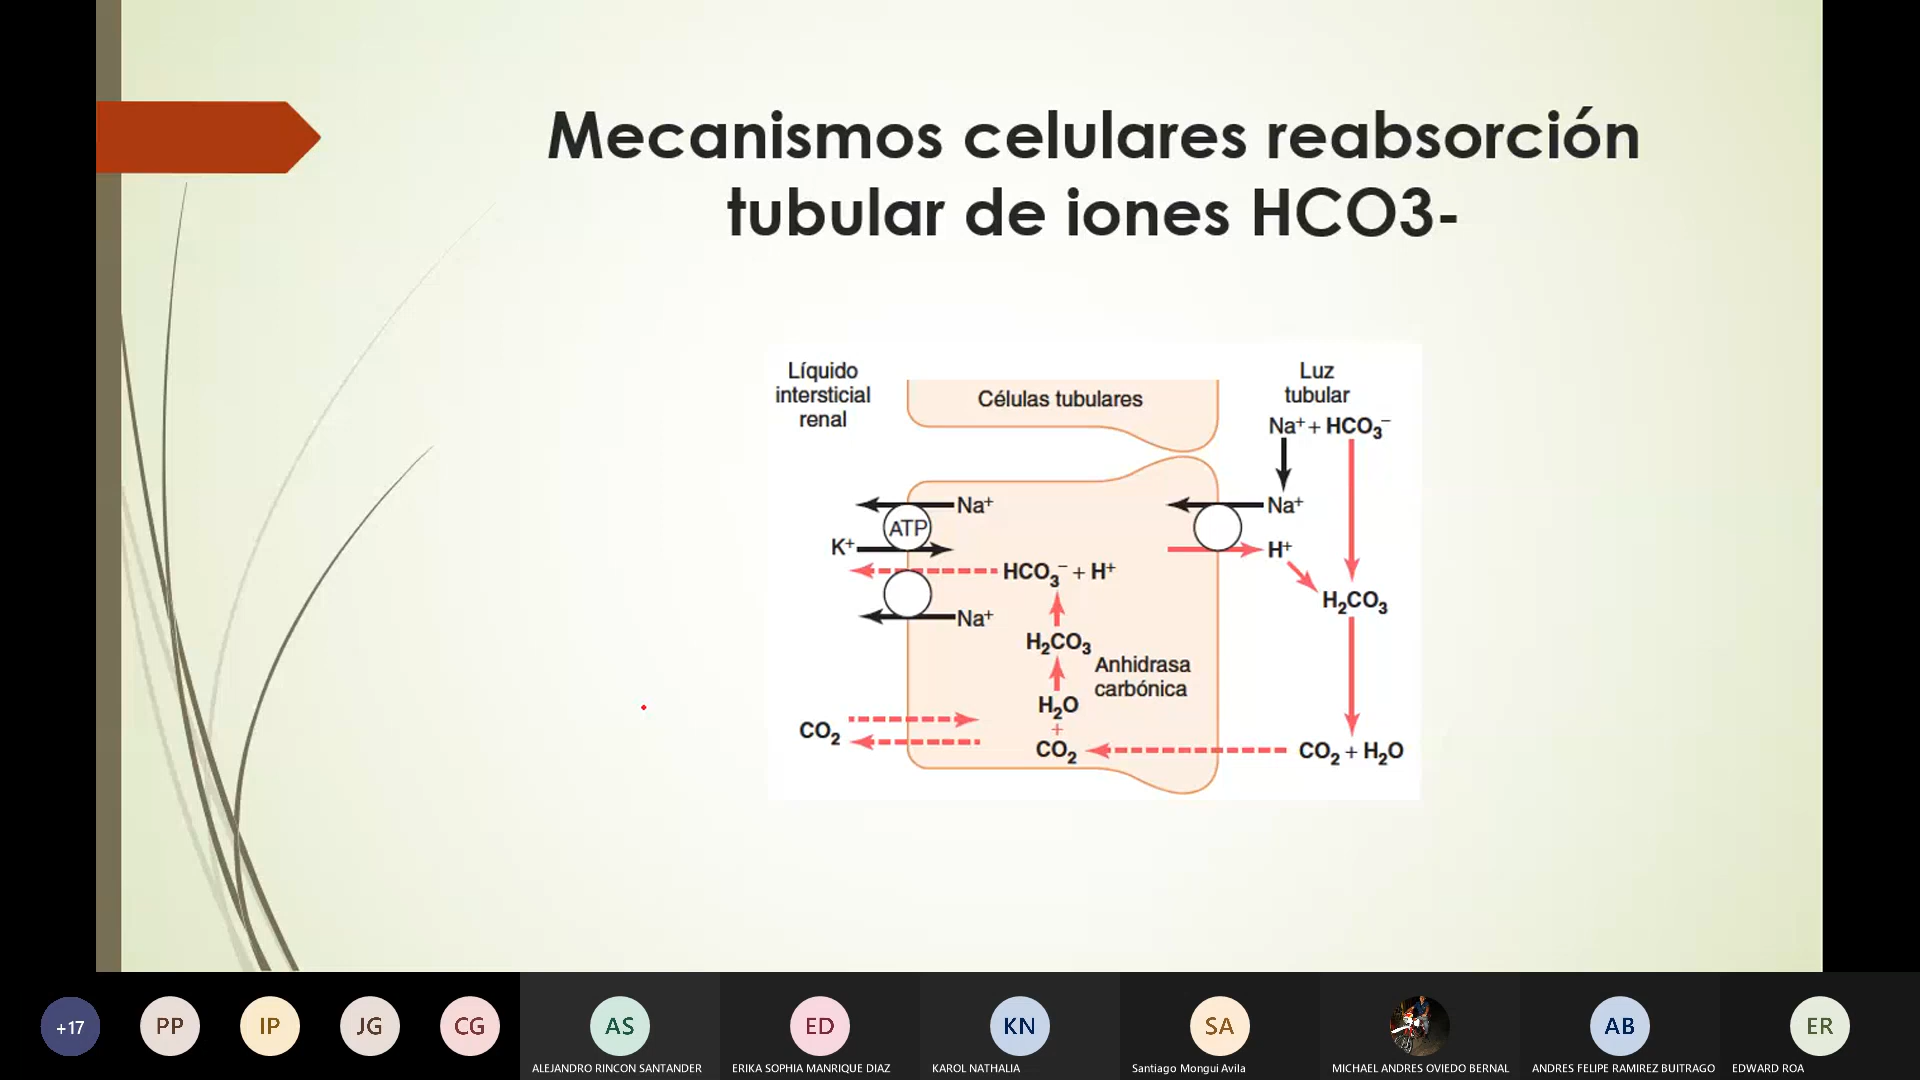 Mecanismos celulares reabsorción
tubular de iones HCO3-
Líquido
intersticial
renal
Células tubulares
Luz
tubular
Na⁺ + HCO₃⁻
Na⁺
Na⁺
ATP
K⁺
H⁺
HCO₃⁻ + H⁺
H₂CO₃
Na⁺
H₂CO₃
Anhidrasa
carbónica
H₂O
+
CO₂
CO₂
CO₂ + H₂O
+17
PP
IP
JG
CG
AS
ED
KN
SA
AB
ER
ALEJANDRO RINCON SANTANDER
ERIKA SOPHIA MANRIQUE DIAZ
KAROL NATHALIA
Santiago Mongui Avila
MICHAEL ANDRES OVIEDO BERNAL
ANDRES FELIPE RAMIREZ BUITRAGO
EDWARD ROA